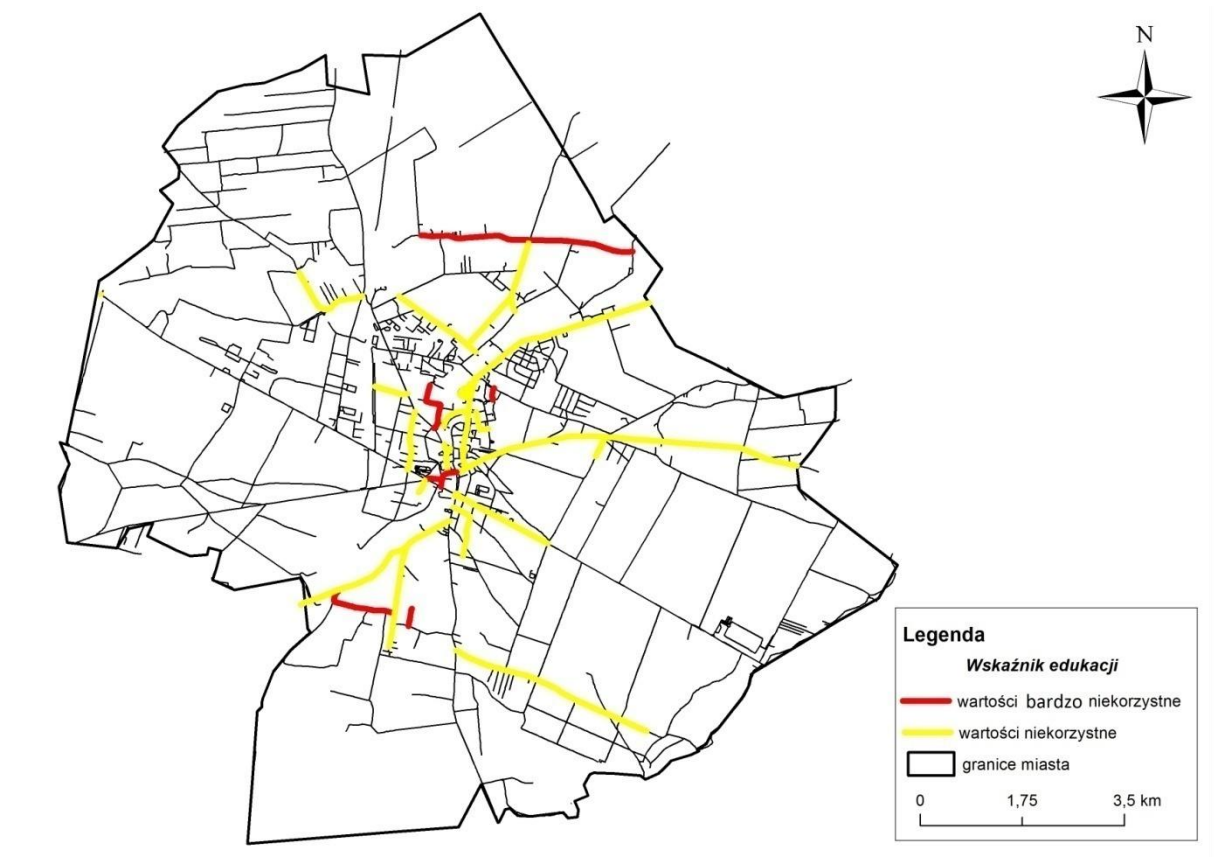 N
Legenda
Wskaźnik edukacji
wartości bardzo niekorzystne
wartości niekorzystne
granice miasta
0 1,75 3,5 km